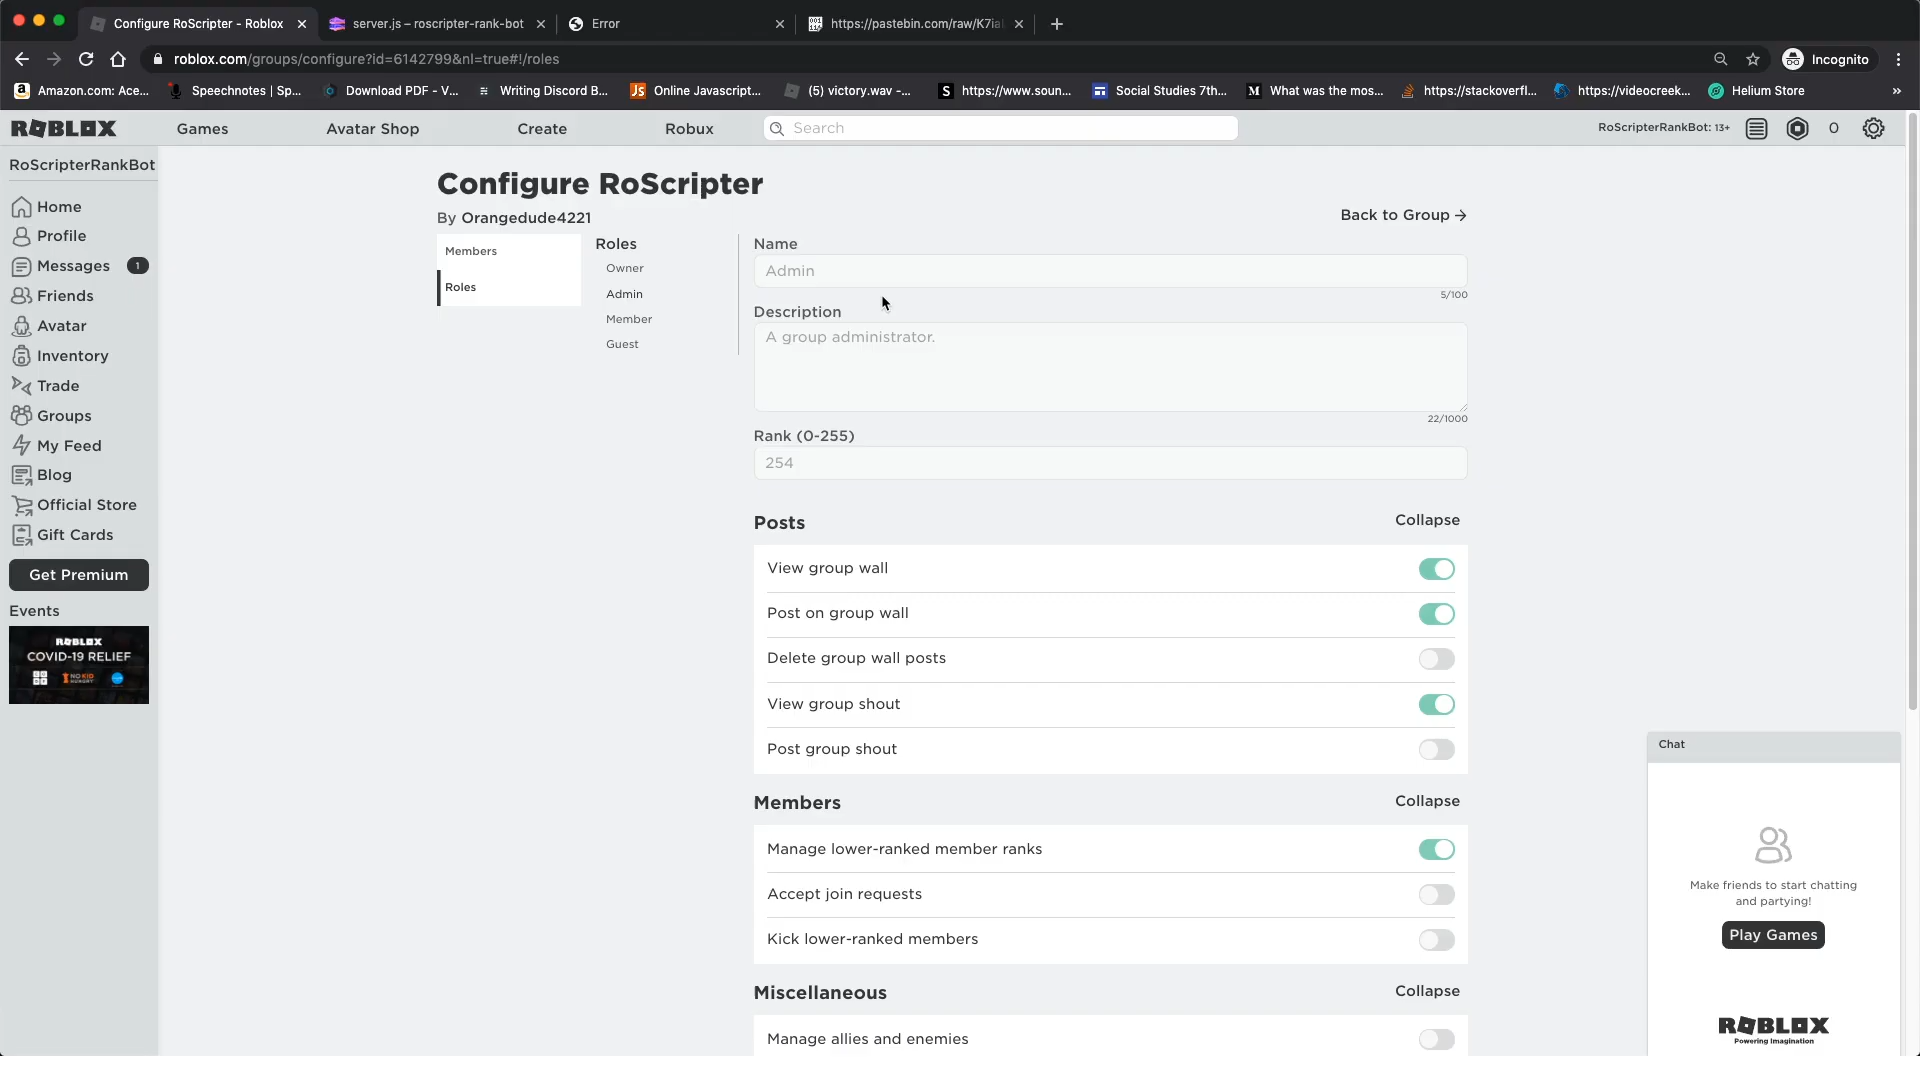 Configure RoScripter - Roblox
server.js – roscripter-rank-bot
Error
https://pastebin.com/raw/K7ia
roblox.com/groups/configure?id=6142799&nl=true#!/roles
Incognito
Amazon.com: Ace...
Speechnotes | Sp...
Download PDF - V...
Writing Discord B...
JS Online Javascript...
(5) victory.wav -...
S https://www.soun...
Social Studies 7th...
M What was the mos...
https://stackoverfl...
https://videocreek...
Helium Store
»
ROBLOX
Games
Avatar Shop
Create
Robux
Search
RoScripterRankBot: 13+
0
RoScripterRankBot
Home
Profile
Messages 1
Friends
Avatar
Inventory
Trade
Groups
My Feed
Blog
Official Store
Gift Cards
Get Premium
Events
ROBLOX
COVID-19 RELIEF
NO KID
HUNGRY
Configure RoScripter
By Orangedude4221
Back to Group →
Members
Roles
Roles
Owner
Admin
Member
Guest
Name
Admin
5/100
Description
A group administrator.
22/1000
Rank (0-255)
254
Posts
Collapse
View group wall
Post on group wall
Delete group wall posts
View group shout
Post group shout
Members
Collapse
Manage lower-ranked member ranks
Accept join requests
Kick lower-ranked members
Miscellaneous
Collapse
Manage allies and enemies
Chat
Make friends to start chatting
and partying!
Play Games
ROBLOX
Powering Imagination